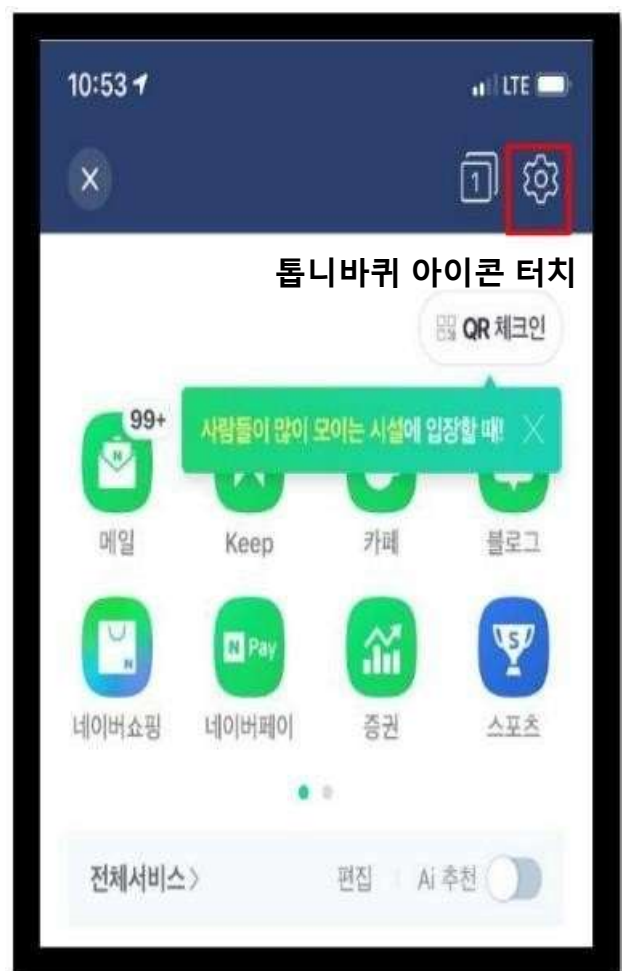 10:53
LTE
1
톱니바퀴 아이콘 터치
QR 체크인
99+
사람들이 많이 모이는 시설에 입장할 때!
메일 Keep 카페 블로그
N Pay
S
네이버쇼핑 네이버페이 증권 스포츠
전체서비스 편집 Ai 추천